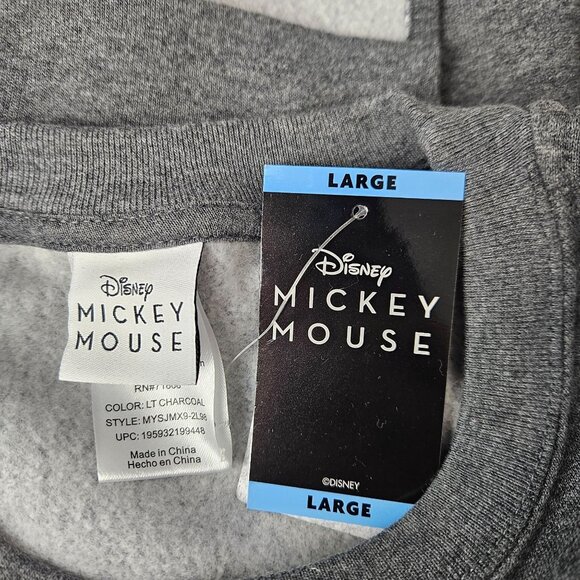 LARGE
Disney
MICKEY
MOUSE
©DISNEY
LARGE
Disney
MICKEY
MOUSE
COLOR: LT CHARCOAL
STYLE: MYSJMX9-2L98
UPC: 195932199448
Made in China
Hecho en China